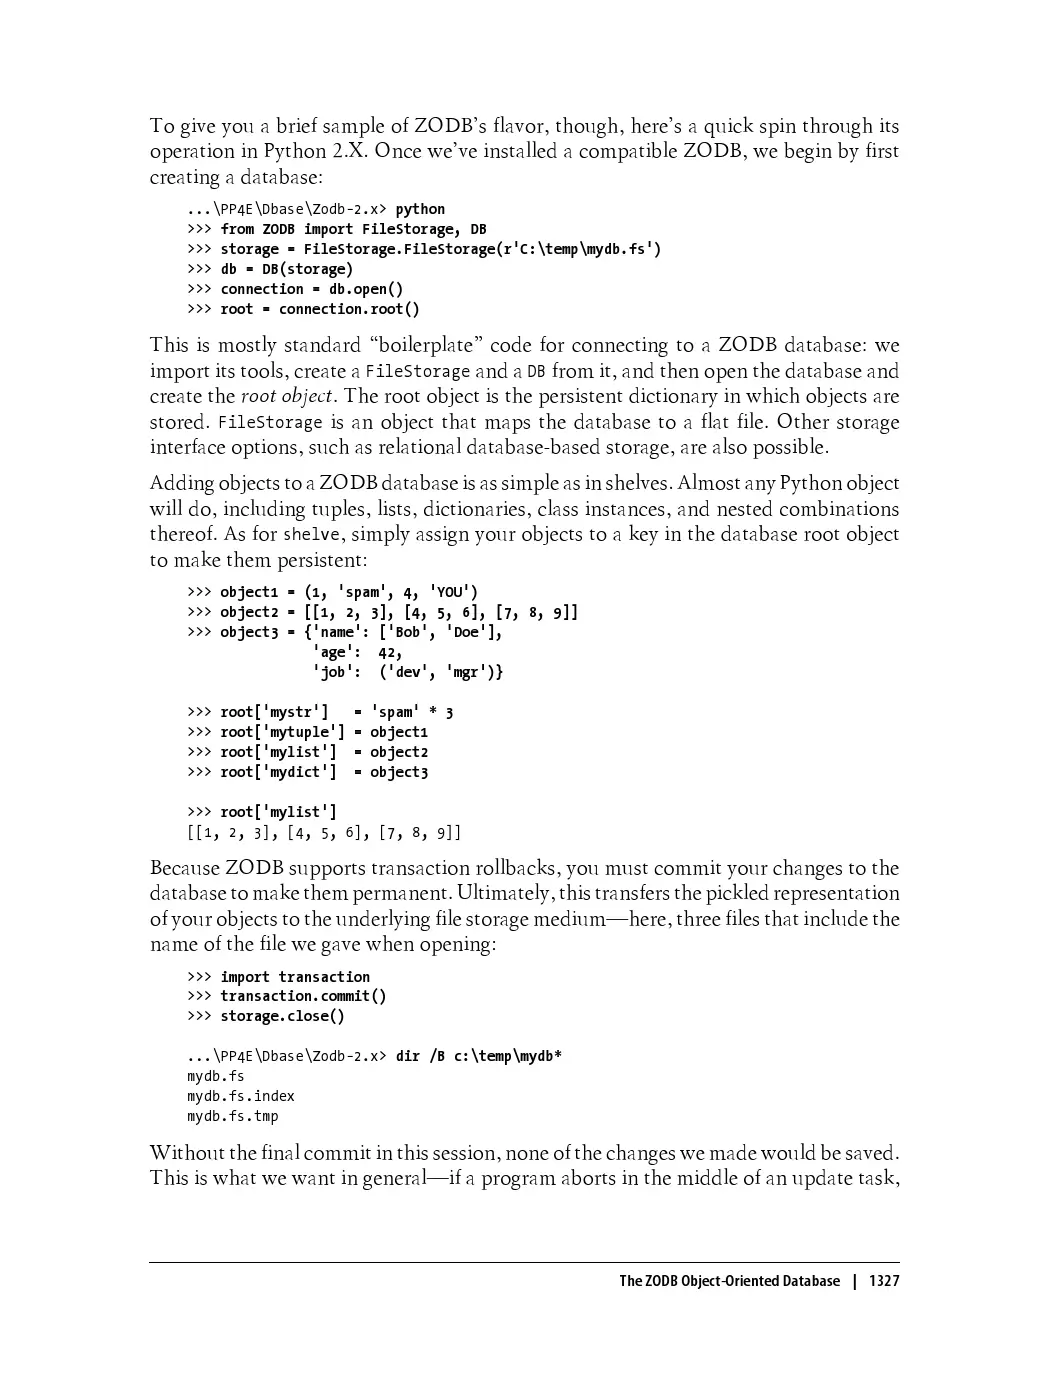 To give you a brief sample of ZODB’s flavor, though, here’s a quick spin through its
operation in Python 2.X. Once we’ve installed a compatible ZODB, we begin by first
creating a database:
...\PP4E\Dbase\Zodb-2.x> python
>>> from ZODB import FileStorage, DB
>>> storage = FileStorage.FileStorage(r'C:\temp\mydb.fs')
>>> db = DB(storage)
>>> connection = db.open()
>>> root = connection.root()
This is mostly standard “boilerplate” code for connecting to a ZODB database: we
import its tools, create a FileStorage and a DB from it, and then open the database and
create the root object. The root object is the persistent dictionary in which objects are
stored. FileStorage is an object that maps the database to a flat file. Other storage
interface options, such as relational database-based storage, are also possible.
Adding objects to a ZODB database is as simple as in shelves. Almost any Python object
will do, including tuples, lists, dictionaries, class instances, and nested combinations
thereof. As for shelve, simply assign your objects to a key in the database root object
to make them persistent:
>>> object1 = (1, 'spam', 4, 'YOU')
>>> object2 = [[1, 2, 3], [4, 5, 6], [7, 8, 9]]
>>> object3 = {'name': ['Bob', 'Doe'],
'age':  42,
'job':  ('dev', 'mgr')}
>>> root['mystr']   = 'spam' * 3
>>> root['mytuple'] = object1
>>> root['mylist']  = object2
>>> root['mydict']  = object3
>>> root['mylist']
[[1, 2, 3], [4, 5, 6], [7, 8, 9]]
Because ZODB supports transaction rollbacks, you must commit your changes to the
database to make them permanent. Ultimately, this transfers the pickled representation
of your objects to the underlying file storage medium—here, three files that include the
name of the file we gave when opening:
>>> import transaction
>>> transaction.commit()
>>> storage.close()
...\PP4E\Dbase\Zodb-2.x> dir /B c:\temp\mydb*
mydb.fs
mydb.fs.index
mydb.fs.tmp
Without the final commit in this session, none of the changes we made would be saved.
This is what we want in general—if a program aborts in the middle of an update task,
The ZODB Object-Oriented Database | 1327